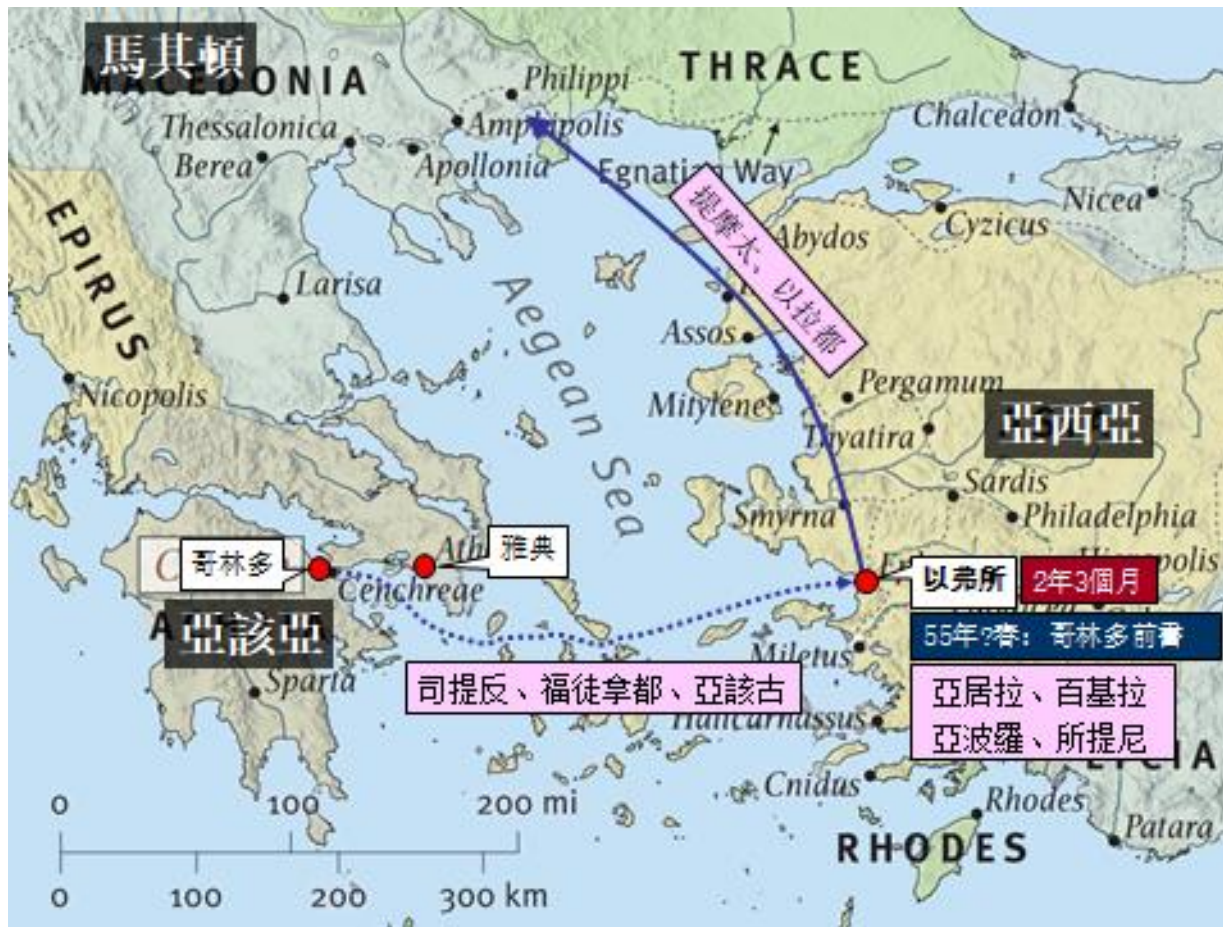 馬其頓
MACEDONIA
Philippi
THRACE
Chalcedon
Thessalonica
Amphipolis
Berea
Apollonia
Egnatian Way
Nicea
Cyzicus
提摩太、以拉都
Abydos
EPIRUS
Aegean Sea
Larisa
Assos
Nicopolis
Mitylene
Pergamum
亞西亞
Thyatira
Sardis
Smyrna
Philadelphia
哥林多
Ath
雅典
以弗所
2年3個月
Cenchreae
55年?春：哥林多前書
亞該亞
Miletus
Sparta
司提反、福徒拿都、亞該古
亞居拉、百基拉
亞波羅、所提尼
Halicarnassus
Cnidus
Rhodes
Patara
RHODES
0 100 200 mi
0 100 200 300 km